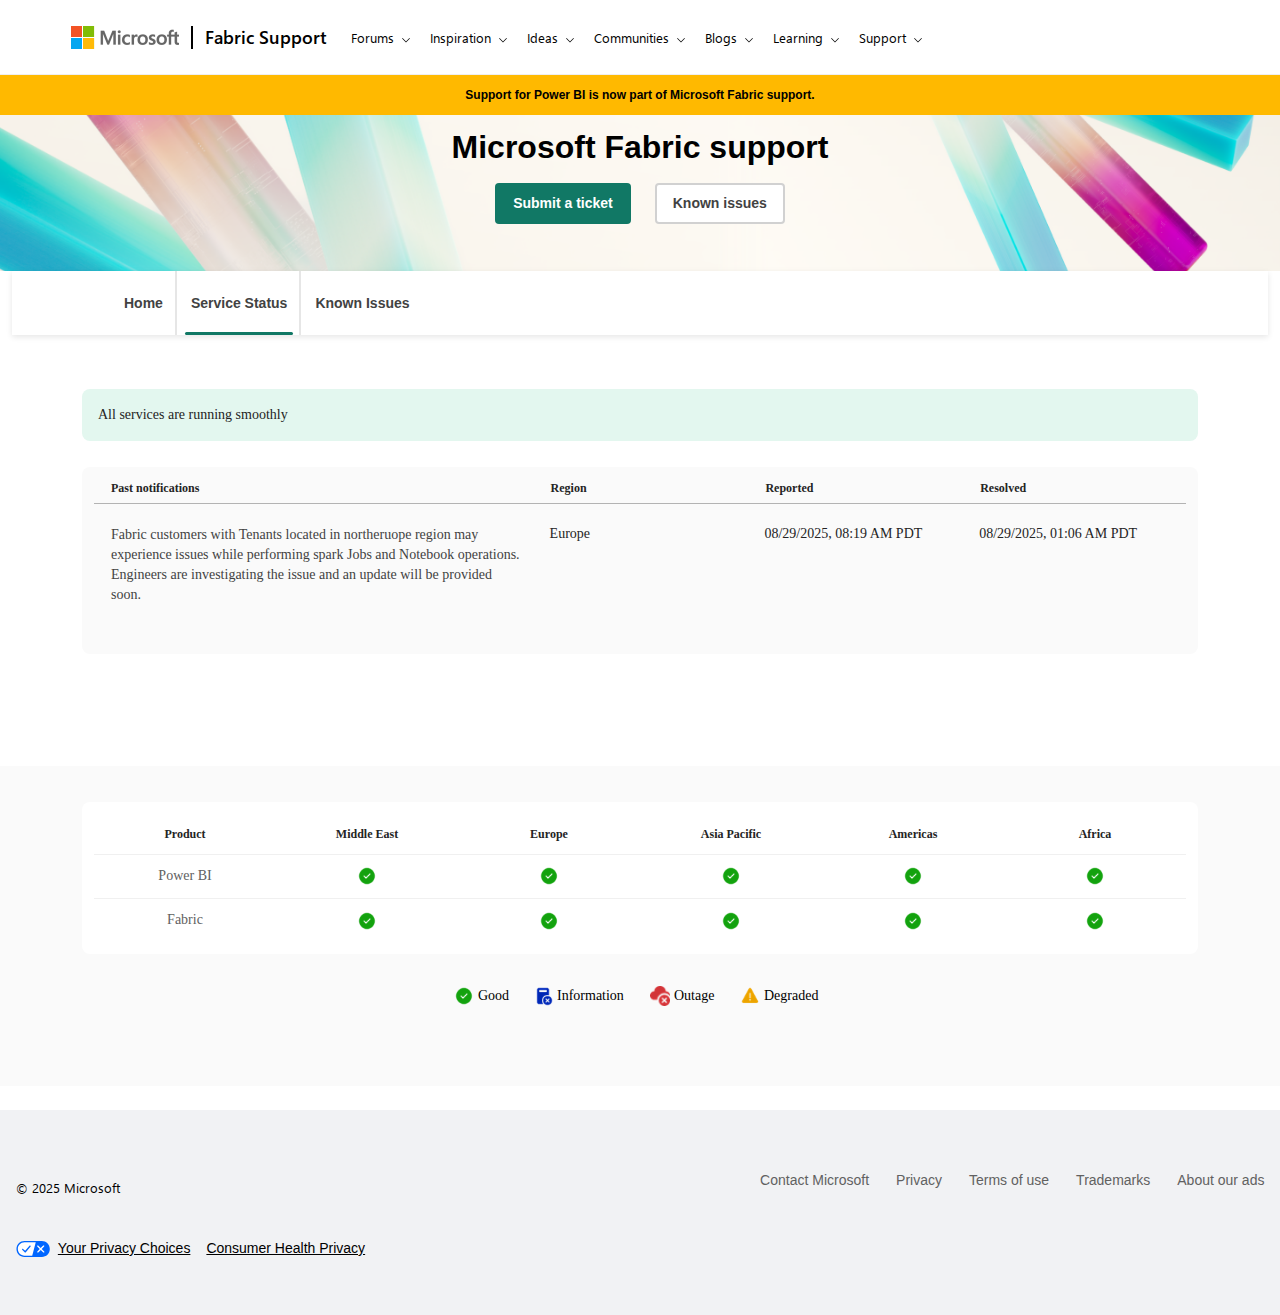 Microsoft | Fabric Support Forums Inspiration Ideas Communities Blogs Learning Support
Support for Power BI is now part of Microsoft Fabric support.
Microsoft Fabric support
Submit a ticket Known issues
Home Service Status Known Issues
All services are running smoothly
Past notifications Region Reported Resolved
Fabric customers with Tenants located in northeruope region may Europe 08/29/2025, 08:19 AM PDT 08/29/2025, 01:06 AM PDT
experience issues while performing spark Jobs and Notebook operations.
Engineers are investigating the issue and an update will be provided
soon.
Product Middle East Europe Asia Pacific Americas Africa
Power BI
Fabric
Good Information Outage Degraded
Contact Microsoft Privacy Terms of use Trademarks About our ads
© 2025 Microsoft
Your Privacy Choices Consumer Health Privacy